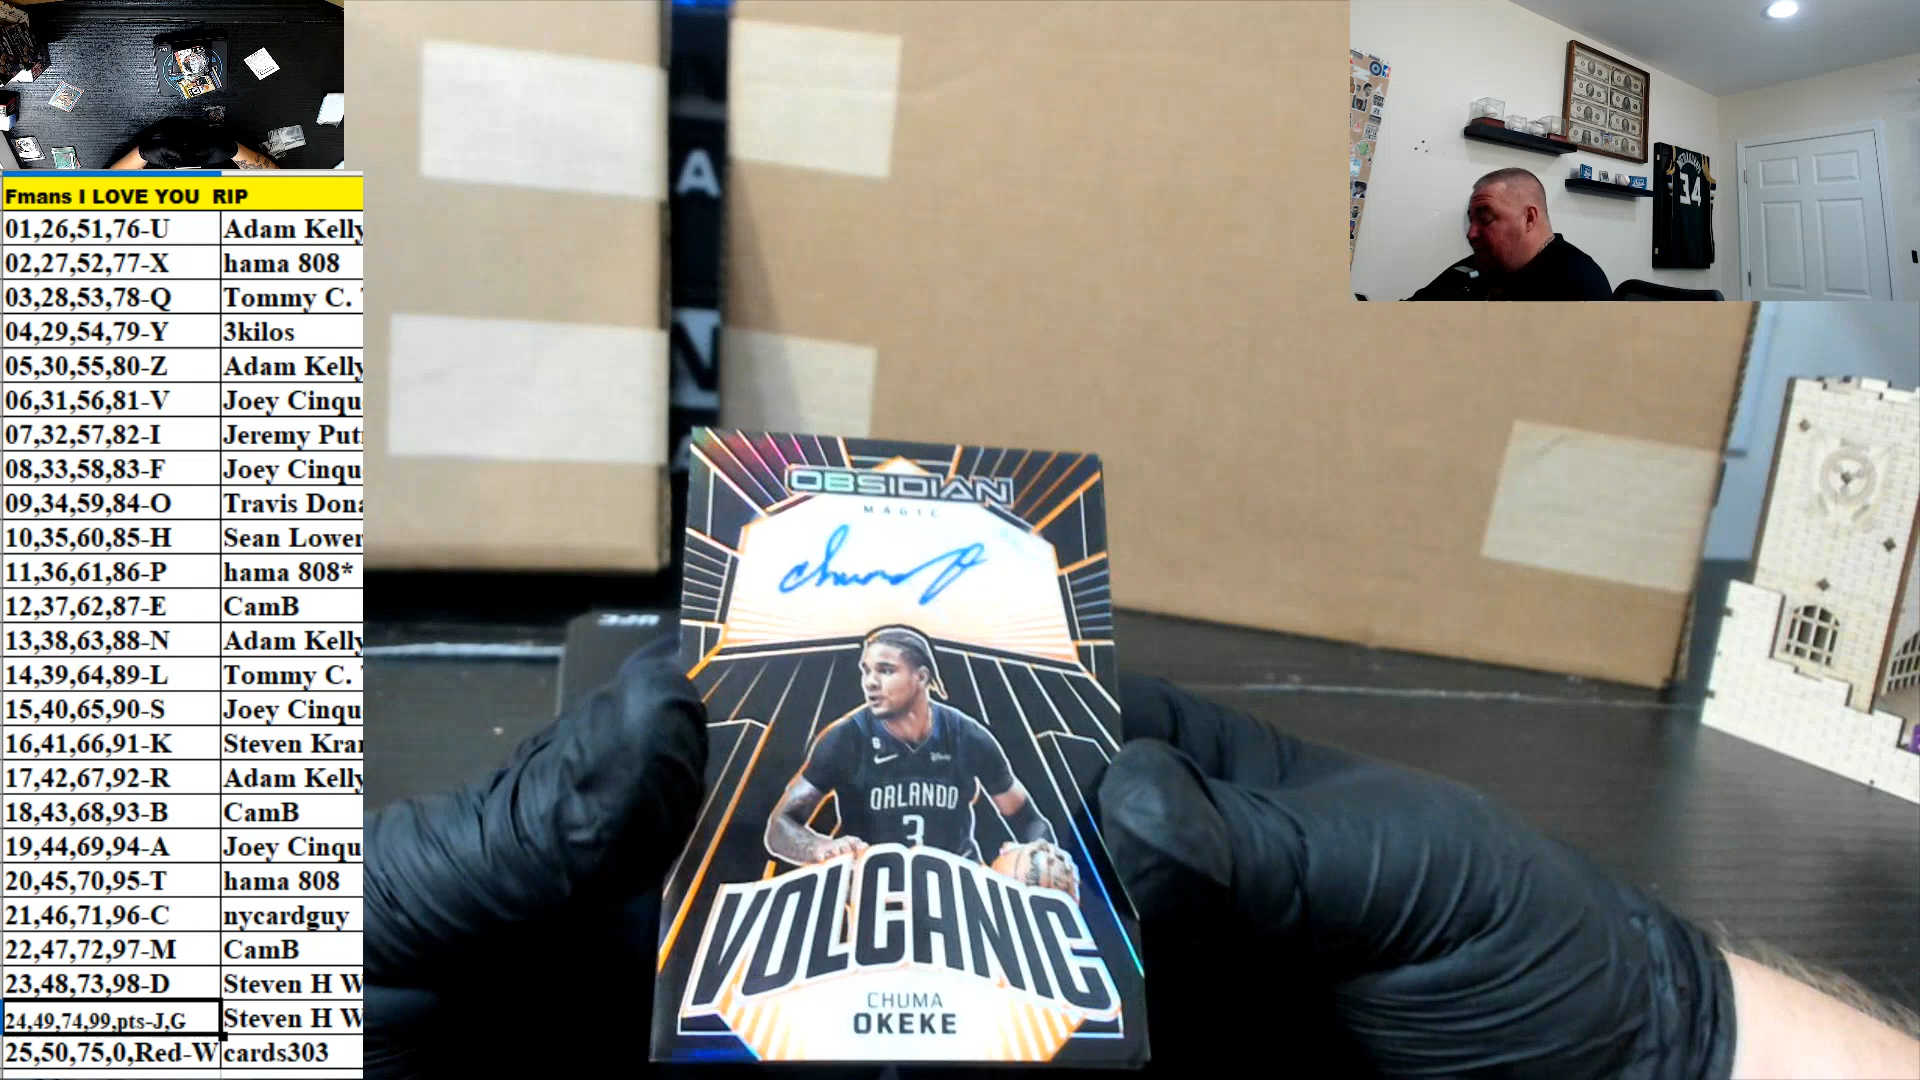 Fmans I LOVE YOU RIP
01,26,51,76-U Adam Kelly
02,27,52,77-X hama 808
03,28,53,78-Q Tommy C.
04,29,54,79-Y 3kilos
05,30,55,80-Z Adam Kelly
06,31,56,81-V Joey Cinqu
07,32,57,82-I Jeremy Put
08,33,58,83-F Joey Cinqu
09,34,59,84-O Travis Dona
10,35,60,85-H Sean Lower
11,36,61,86-P hama 808*
12,37,62,87-E CamB
13,38,63,88-N Adam Kelly
14,39,64,89-L Tommy C.
15,40,65,90-S Joey Cinqu
16,41,66,91-K Steven Kra
17,42,67,92-R Adam Kelly
18,43,68,93-B CamB
19,44,69,94-A Joey Cinqu
20,45,70,95-T hama 808
21,46,71,96-C nycardguy
22,47,72,97-M CamB
23,48,73,98-D Steven H W
24,49,74,99,pts-J,G Steven H W
25,50,75,0,Red-W cards303
A
N
UFC
34
OBSIDIAN
MAGIC
ORLANDO
3
VOLCANIC
CHUMA
OKEKE